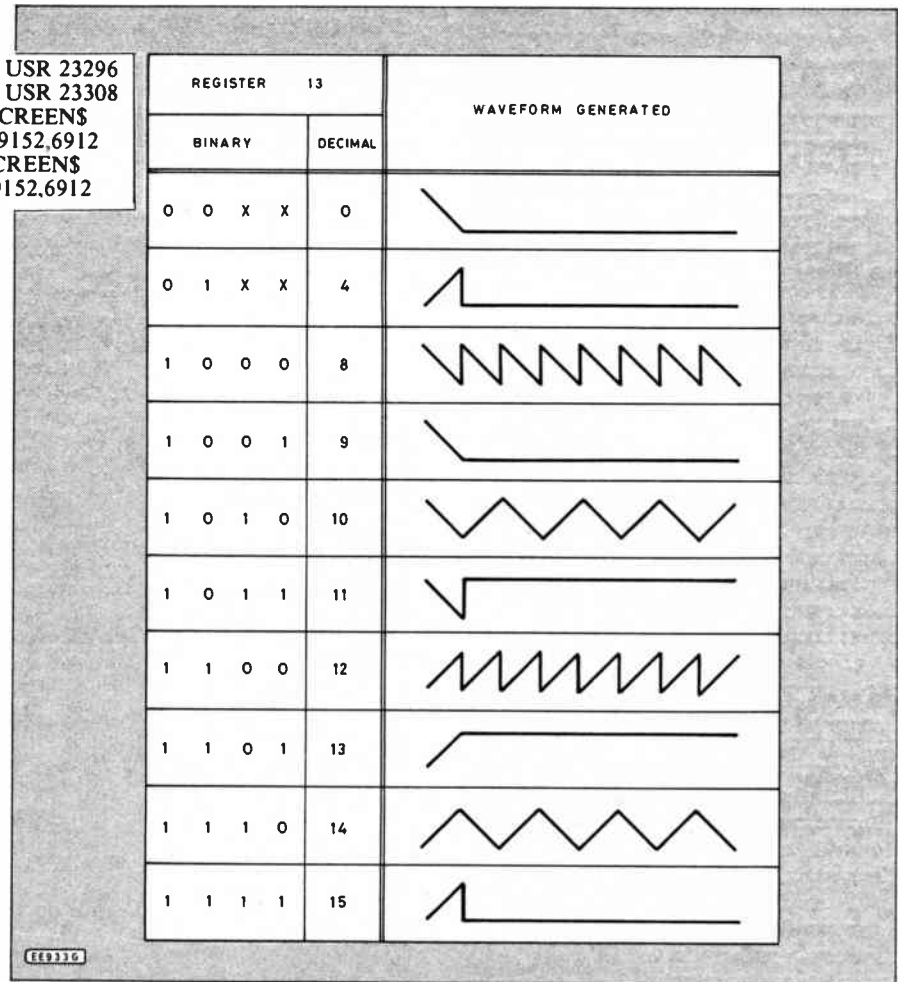 USR 23296
USR 23308
CREEN$
9152,6912
CREEN$
9152,6912
REGISTER 13
WAVEFORM GENERATED
BINARY DECIMAL
0 0 X X 0
0 1 X X 4
1 0 0 0 8
1 0 0 1 9
1 0 1 0 10
1 0 1 1 11
1 1 0 0 12
1 1 0 1 13
1 1 1 0 14
1 1 1 1 15
EE933G